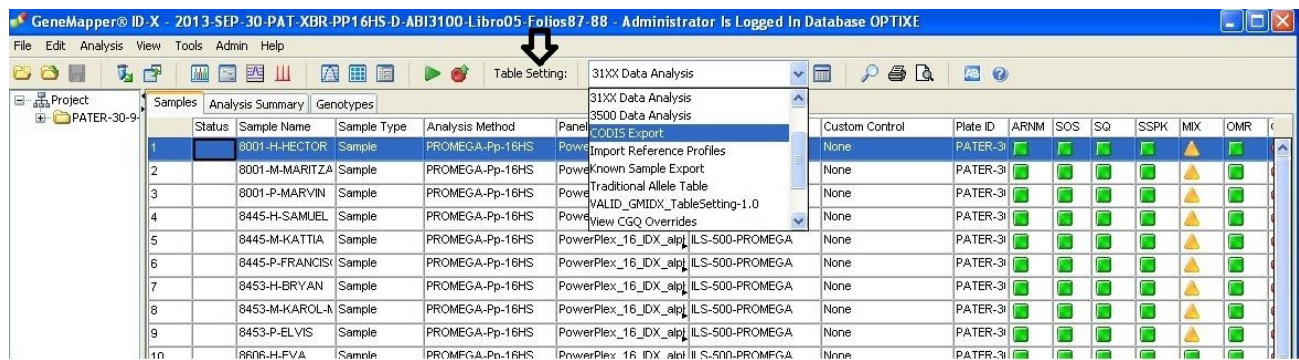 GeneMapper® ID-X - 2013-SEP-30-PAT-XBR-PP16HS-D-ABI3100-Libro05-Folios87-88 - Administrator Is Logged In Database OPTIXE
File Edit Analysis View Tools Admin Help
Table Setting: 31XX Data Analysis
Project
PATER-30-9-
Samples Analysis Summary Genotypes
31XX Data Analysis
3500 Data Analysis
CODIS Export
Import Reference Profiles
Known Sample Export
Traditional Allele Table
VALID_GMIDX_TableSetting-1.0
View CGQ Overrides
Status Sample Name Sample Type Analysis Method Panel Custom Control Plate ID ARNM SOS SQ SSPK MIX OMR
1 8001-H-HECTOR Sample PROMEGA-Pp-16HS Powe None PATER-3
2 8001-M-MARITZA Sample PROMEGA-Pp-16HS Powe None PATER-3
3 8001-P-MARVIN Sample PROMEGA-Pp-16HS Powe None PATER-3
4 8445-H-SAMUEL Sample PROMEGA-Pp-16HS Powe None PATER-3
5 8445-M-KATTIA Sample PROMEGA-Pp-16HS PowerPlex_16_IDX_alp ILS-500-PROMEGA None PATER-3
6 8445-P-FRANCIS Sample PROMEGA-Pp-16HS PowerPlex_16_IDX_alp ILS-500-PROMEGA None PATER-3
7 8453-H-BRYAN Sample PROMEGA-Pp-16HS PowerPlex_16_IDX_alp ILS-500-PROMEGA None PATER-3
8 8453-M-KAROL-M Sample PROMEGA-Pp-16HS PowerPlex_16_IDX_alp ILS-500-PROMEGA None PATER-3
9 8453-P-ELVIS Sample PROMEGA-Pp-16HS PowerPlex_16_IDX_alp ILS-500-PROMEGA None PATER-3
10 8606-H-EVA Sample PROMEGA-Pp-16HS PowerPlex_16_IDX_alp ILS-500-PROMEGA None PATER-3